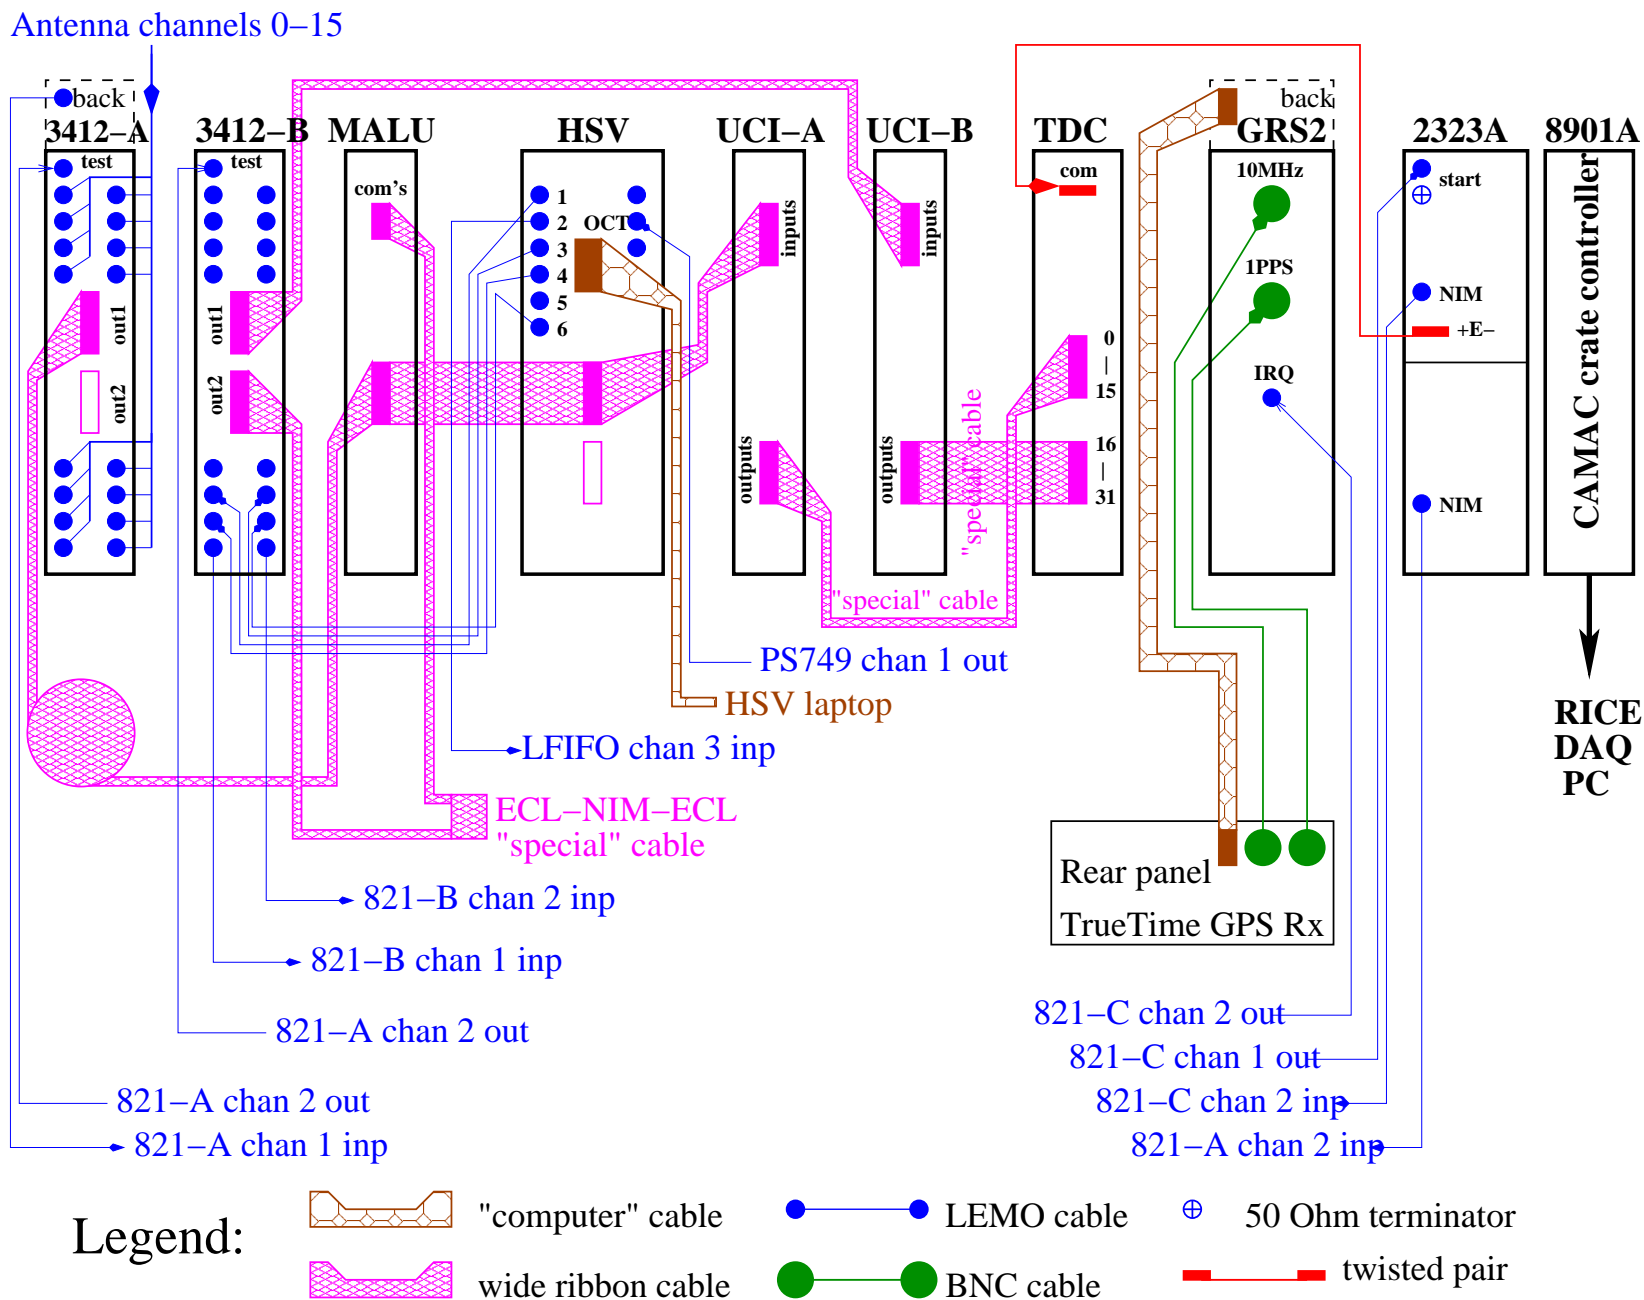 Antenna channels 0–15
back
back
3412–A
3412–B
MALU
HSV
UCI–A
UCI–B
TDC
GRS2
2323A
8901A
test
test
com's
1
2
3
4
5
6
OCT
inputs
inputs
com
10MHz
1PPS
IRQ
start
NIM
+E–
NIM
CAMAC crate controller
out1
out2
out1
out2
outputs
outputs
0
|
15
16
|
31
"special" cable
"special" cable
PS749 chan 1 out
HSV laptop
LFIFO chan 3 inp
ECL–NIM–ECL
"special" cable
RICE
DAQ
PC
Rear panel
TrueTime GPS Rx
821–B chan 2 inp
821–B chan 1 inp
821–A chan 2 out
821–A chan 2 out
821–A chan 1 inp
821–C chan 2 out
821–C chan 1 out
821–C chan 2 inp
821–A chan 2 inp
Legend:
"computer" cable
LEMO cable
50 Ohm terminator
wide ribbon cable
BNC cable
twisted pair